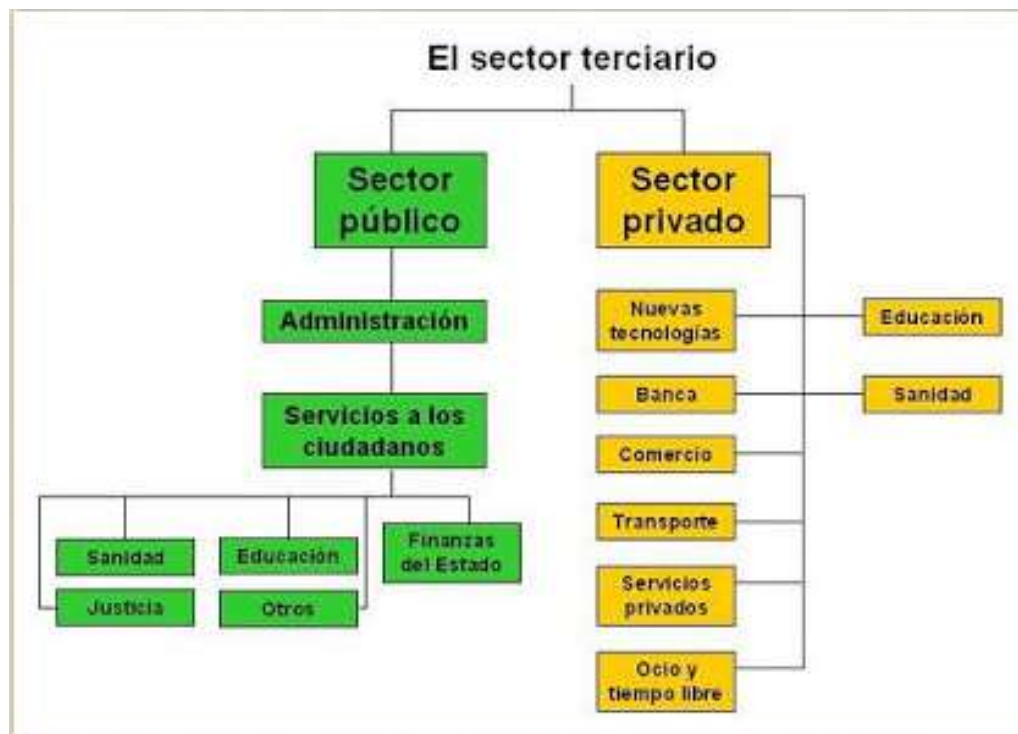 El sector terciario
Sector
público
Administración
Servicios a los
ciudadanos
Sanidad
Educación
Finanzas
del Estado
Justicia
Otros
Sector
privado
Nuevas
tecnologías
Educación
Banca
Sanidad
Comercio
Transporte
Servicios
privados
Ocio y
tiempo libre